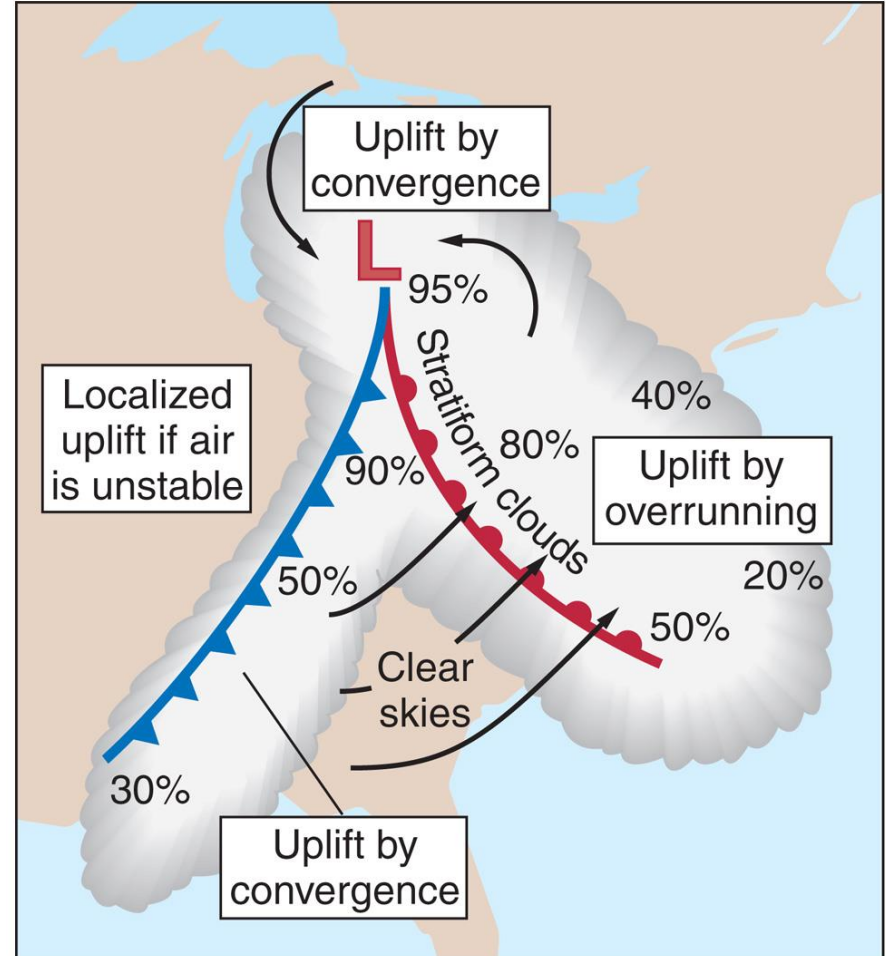 Uplift by
convergence
L
95%
Stratiform clouds
40%
Localized
uplift if air
is unstable
80%
90%
Uplift by
overrunning
50%
20%
50%
Clear
skies
30%
Uplift by
convergence